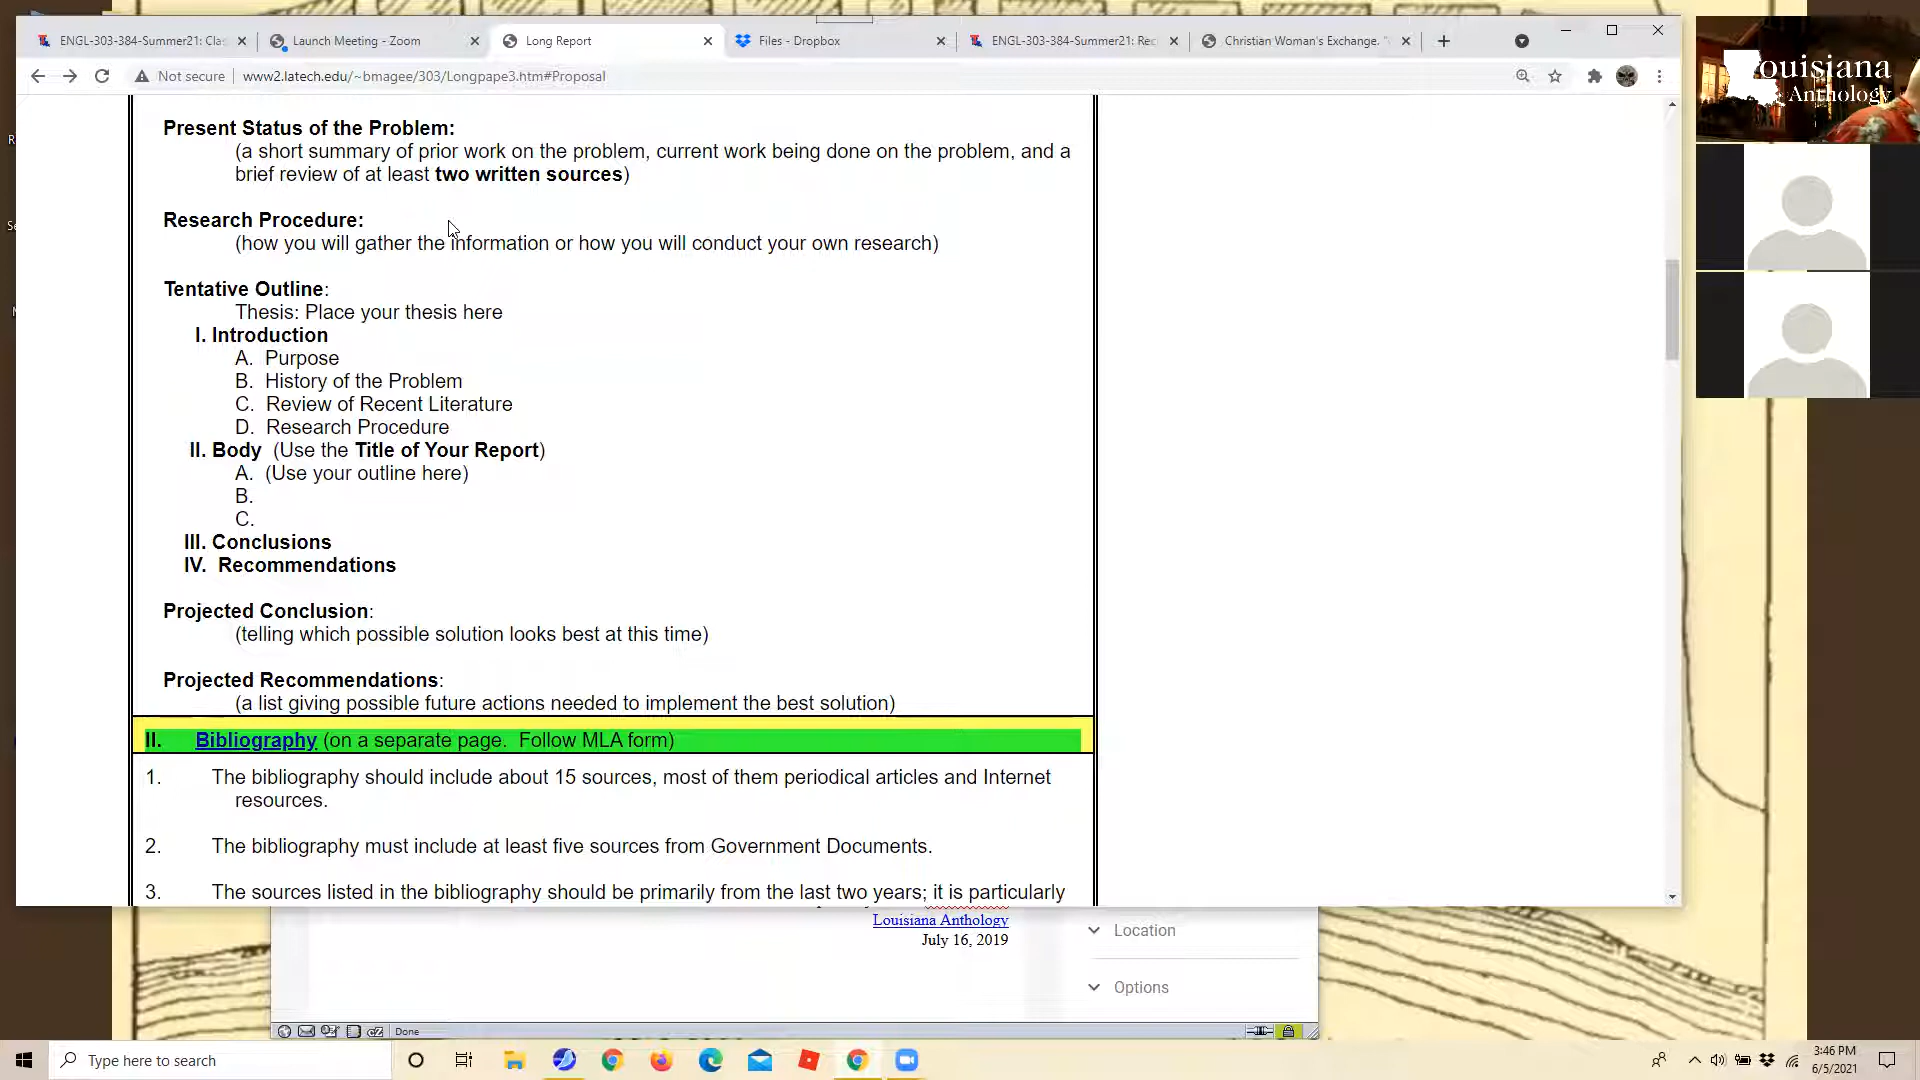 ENGL-303-384-Summer21: Clas
Launch Meeting - Zoom
Long Report
Files - Dropbox
ENGL-303-384-Summer21: Rec
Christian Woman's Exchange. "
Not secure
www2.latech.edu/~bmagee/303/Longpape3.htm#Proposal
Louisiana
Anthology
Present Status of the Problem:
(a short summary of prior work on the problem, current work being done on the problem, and a
brief review of at least two written sources)
Research Procedure:
(how you will gather the information or how you will conduct your own research)
Tentative Outline:
Thesis: Place your thesis here
I. Introduction
A. Purpose
B. History of the Problem
C. Review of Recent Literature
D. Research Procedure
II. Body (Use the Title of Your Report)
A. (Use your outline here)
B.
C.
III. Conclusions
IV. Recommendations
Projected Conclusion:
(telling which possible solution looks best at this time)
Projected Recommendations:
(a list giving possible future actions needed to implement the best solution)
II. Bibliography (on a separate page. Follow MLA form)
1. The bibliography should include about 15 sources, most of them periodical articles and Internet
resources.
2. The bibliography must include at least five sources from Government Documents.
3. The sources listed in the bibliography should be primarily from the last two years; it is particularly
Louisiana Anthology
July 16, 2019
Location
Options
Done
Type here to search
3:46 PM
6/5/2021